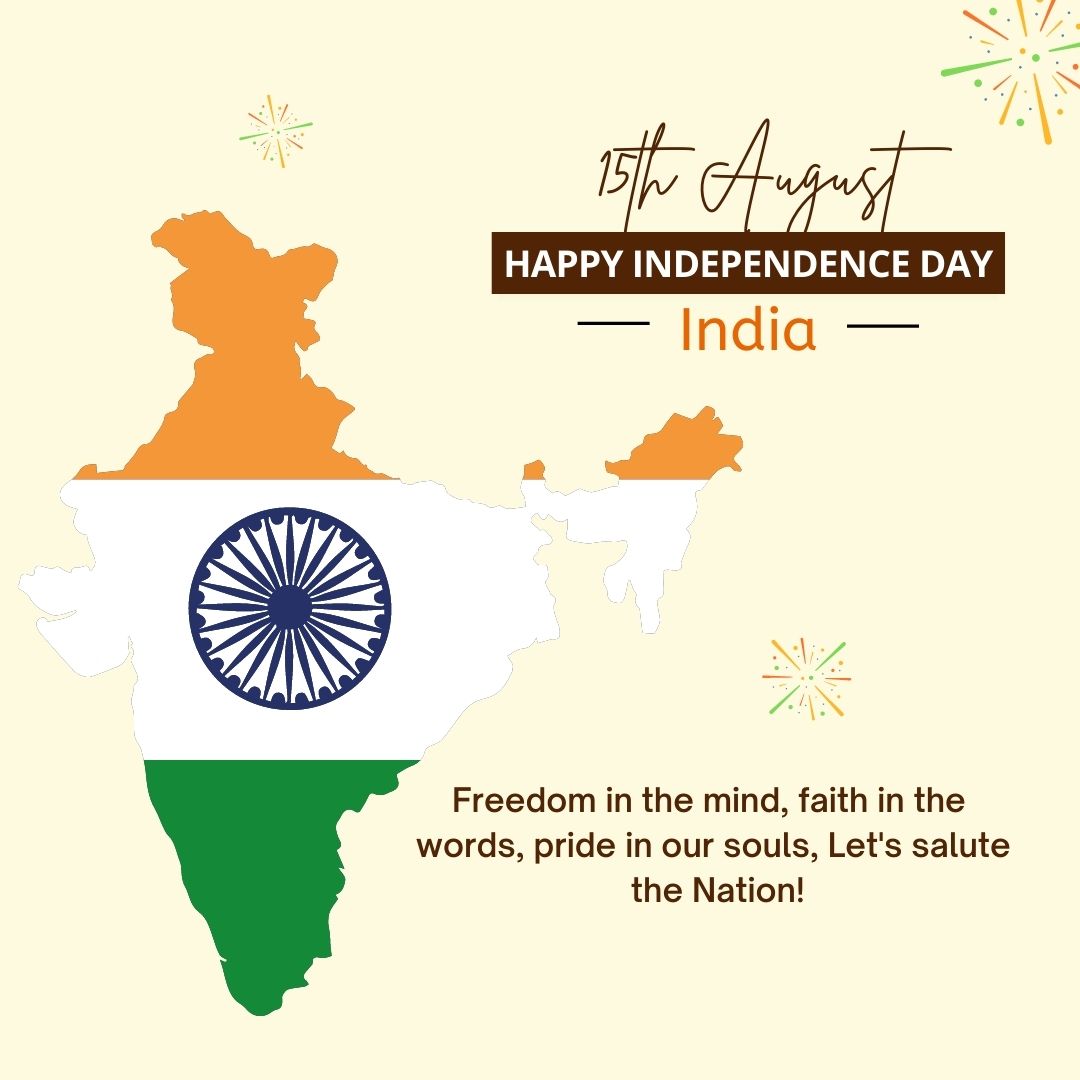 15th August
HAPPY INDEPENDENCE DAY
India
Freedom in the mind, faith in the
words, pride in our souls, Let's salute
the Nation!